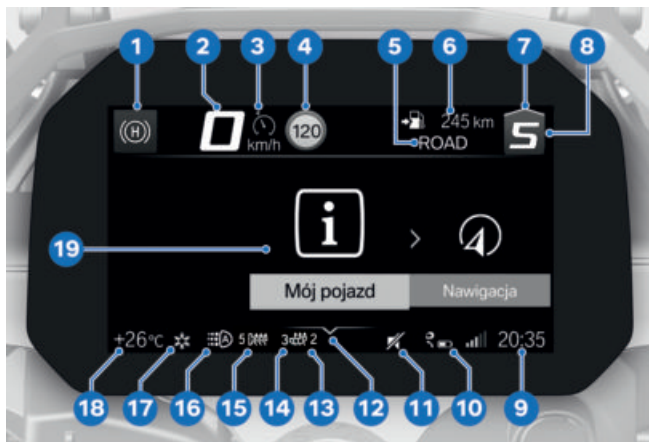 1 2 3 4 5 6 7 8
(H) 0 km/h 120 245 km S
ROAD
i
19
Mój pojazd Nawigacja
+26°C A 5 3 2 20:35
18 17 16 15 14 13 12 11 10 9